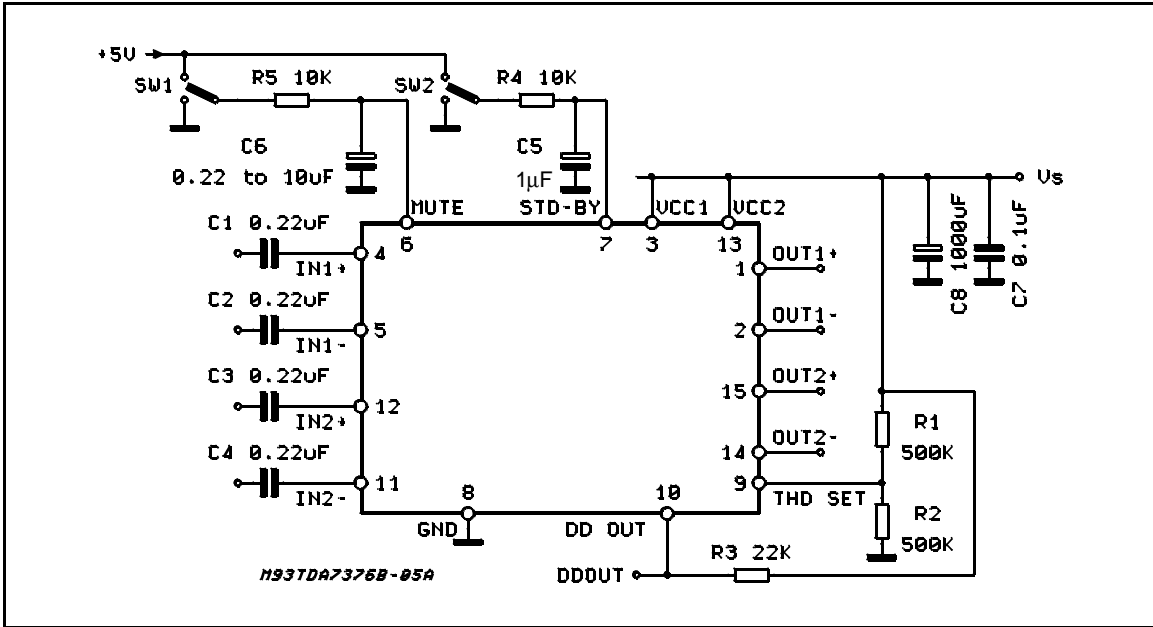 +5V
SW1
R5 10K
SW2
R4 10K
C6
0.22 to 10uF
C5
1µF
Vs
MUTE
STD-BY
VCC1
VCC2
6
7
3
13
C1 0.22uF
4
IN1+
C2 0.22uF
5
IN1-
C3 0.22uF
12
IN2+
C4 0.22uF
11
IN2-
1
OUT1+
2
OUT1-
15
OUT2+
14
OUT2-
9
THD SET
C8 1000uF
C7 0.1uF
R1
500K
R2
500K
8
GND
10
DD OUT
R3 22K
DDOUT
M93TDA7376B-05A